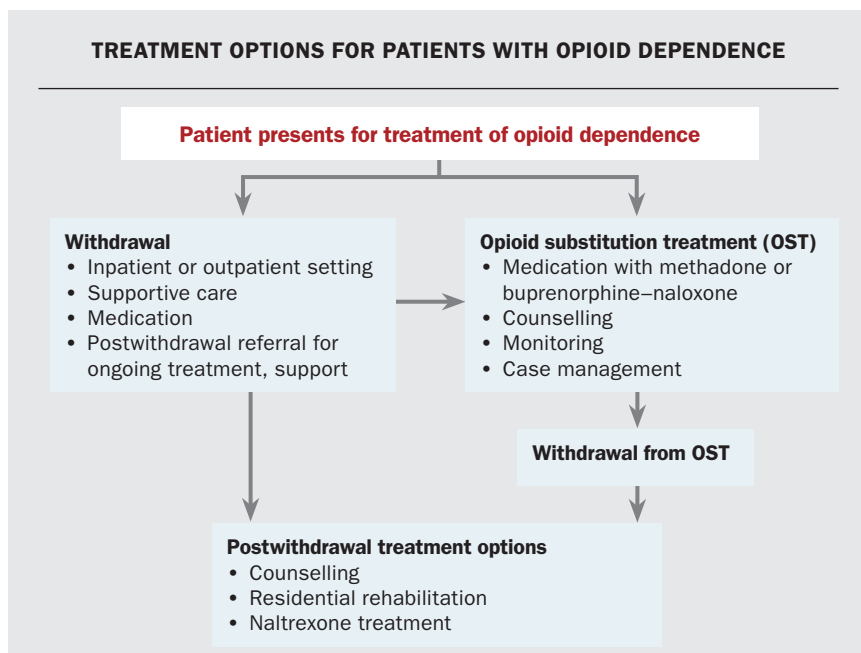 TREATMENT OPTIONS FOR PATIENTS WITH OPIOID DEPENDENCE
Patient presents for treatment of opioid dependence
Withdrawal
• Inpatient or outpatient setting
• Supportive care
• Medication
• Postwithdrawal referral for
ongoing treatment, support
Opioid substitution treatment (OST)
• Medication with methadone or
buprenorphine–naloxone
• Counselling
• Monitoring
• Case management
Withdrawal from OST
Postwithdrawal treatment options
• Counselling
• Residential rehabilitation
• Naltrexone treatment